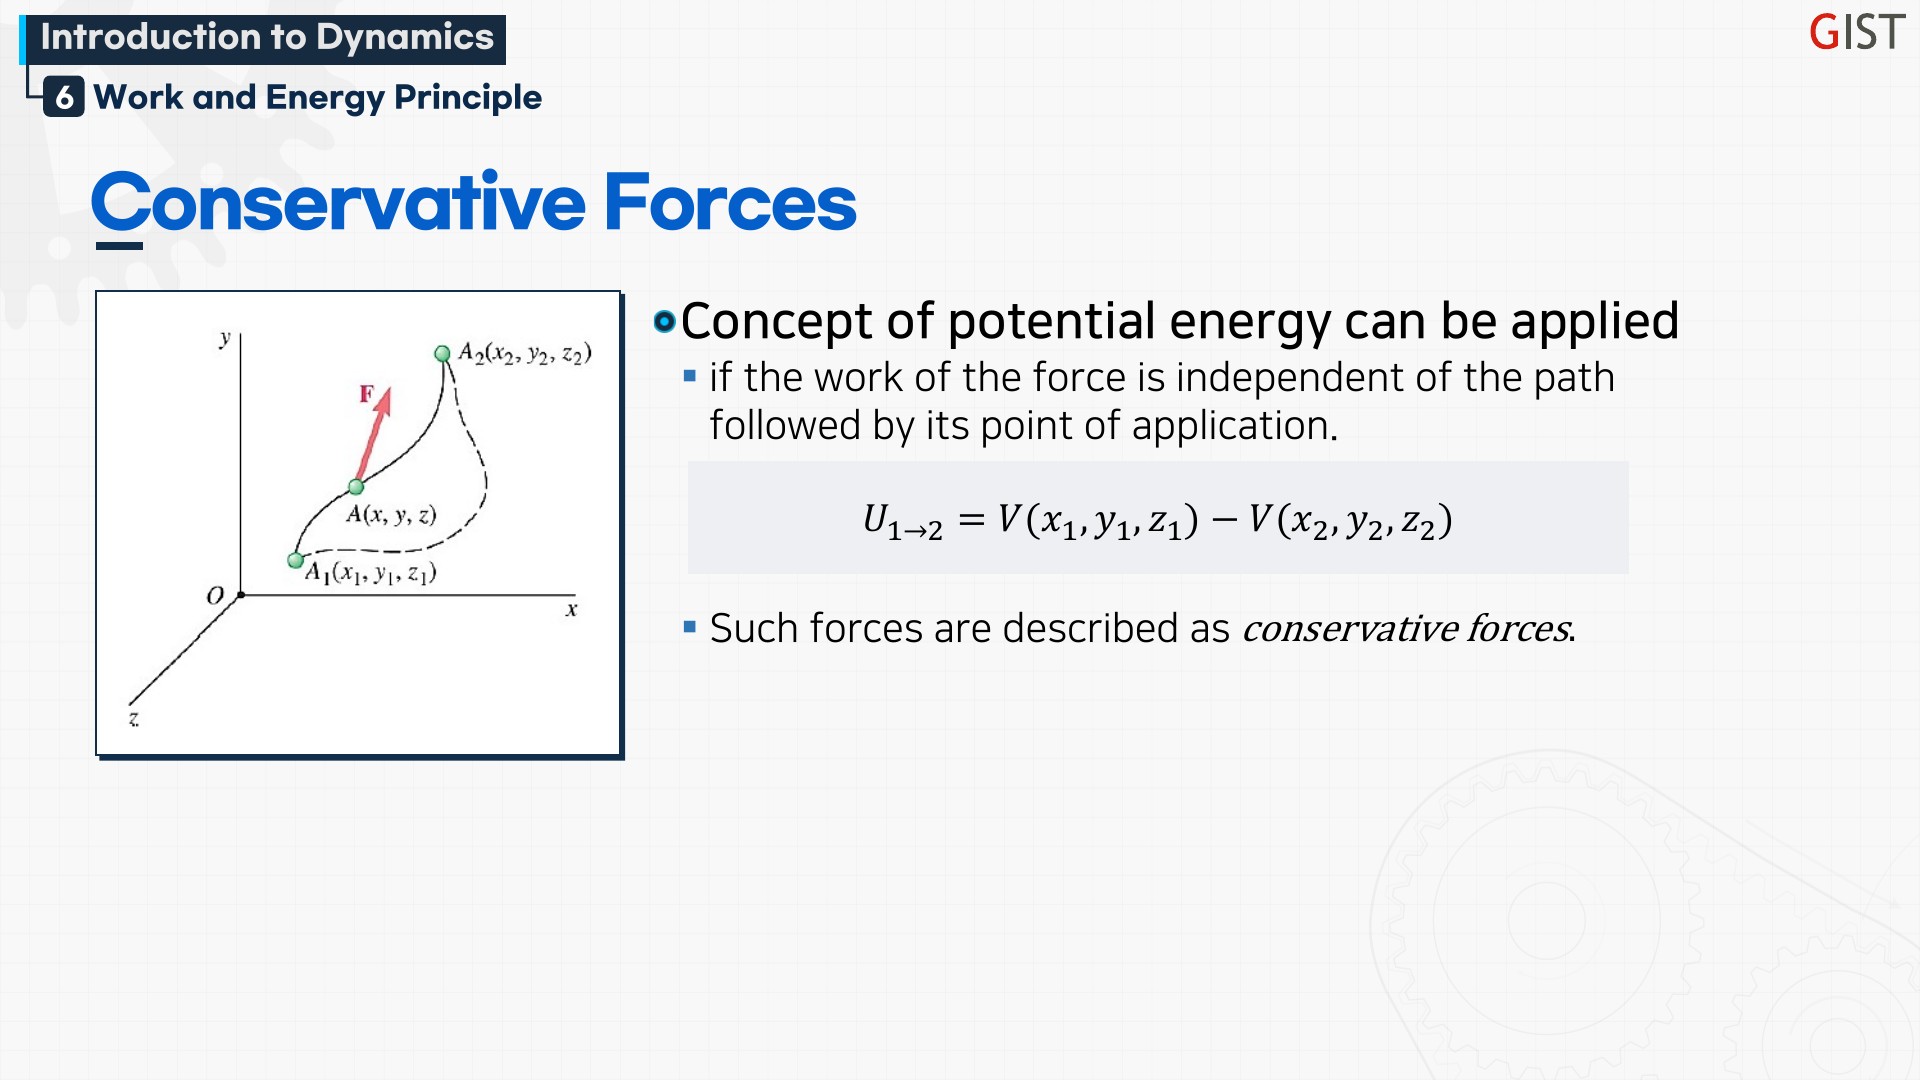 Introduction to Dynamics
GIST
6 Work and Energy Principle
Conservative Forces
y
A₂(x₂, y₂, z₂)
F
A(x, y, z)
A₁(x₁, y₁, z₁)
O
x
z
Concept of potential energy can be applied
if the work of the force is independent of the path
followed by its point of application.
U₁→₂ = V(x₁, y₁, z₁) − V(x₂, y₂, z₂)
Such forces are described as conservative forces.